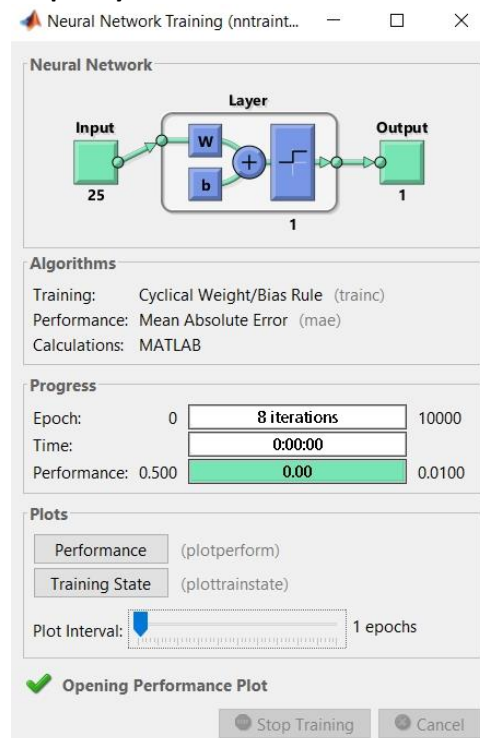 Neural Network Training (nntraint...
Neural Network
Layer
Input
Output
W
b
25
1
1
Algorithms
Training: Cyclical Weight/Bias Rule (trainc)
Performance: Mean Absolute Error (mae)
Calculations: MATLAB
Progress
Epoch: 0 8 iterations 10000
Time: 0:00:00
Performance: 0.500 0.00 0.0100
Plots
Performance (plotperform)
Training State (plottrainstate)
Plot Interval: 1 epochs
Opening Performance Plot
Stop Training Cancel